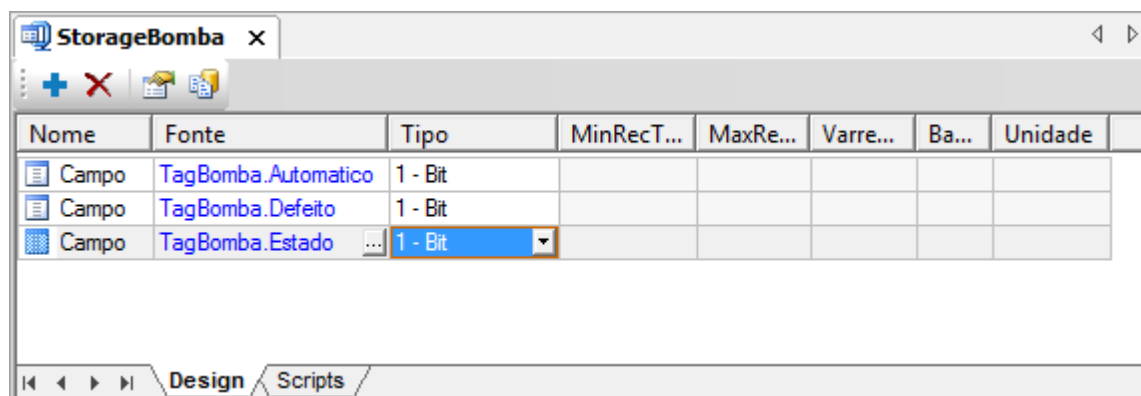 StorageBomba x
Nome Fonte Tipo MinRecT... MaxRe... Varre... Ba... Unidade
Campo TagBomba.Automatico 1 - Bit
Campo TagBomba.Defeito 1 - Bit
Campo TagBomba.Estado ... 1 - Bit
Design Scripts